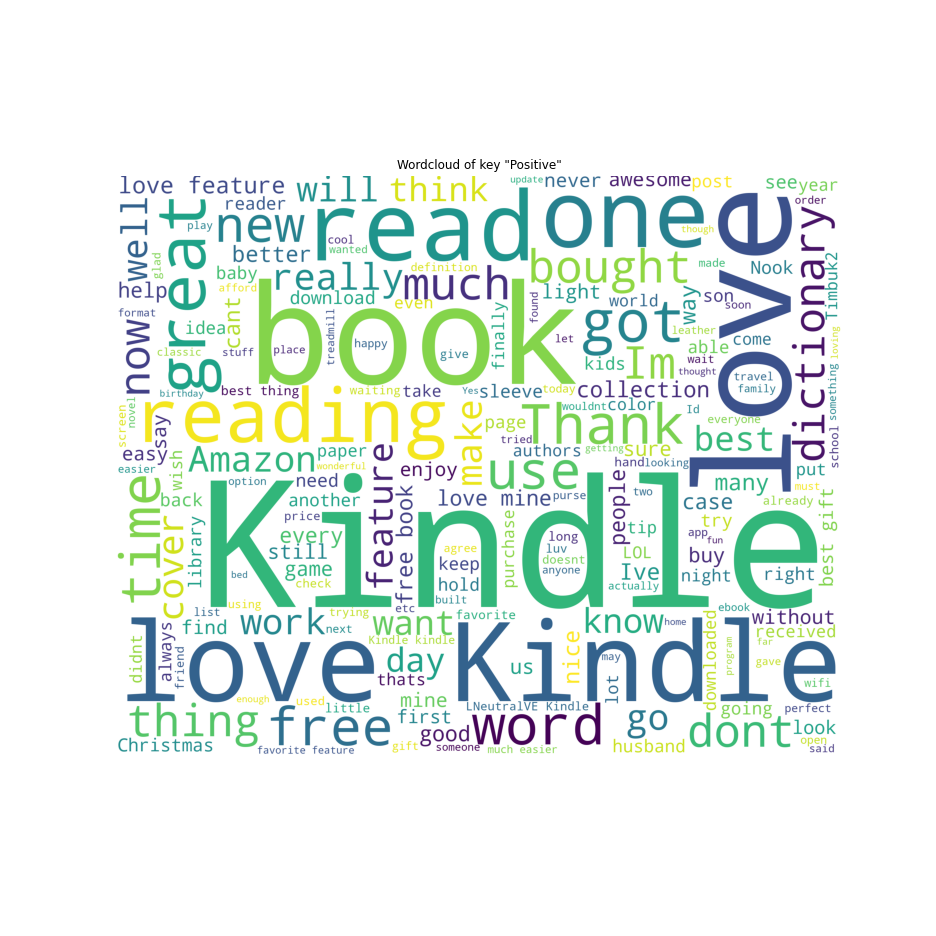 Wordcloud of key "Positive"
love feature
will
think
update
never
awesome
post
see
year
reader
new
read
one
love
order
play
cool
wanted
though
well
great
better
really
much
definition
bought
made
Nook
dictionary
Timbuk2
glad
baby
afford
download
even
light
world
son
soon
way
help
format
idea
cant
treadmill
book
finally
found
let
got
leather
able
come
loving
now
classic
stuff
place
happy
give
kids
Im
wait
thought
travel
family
something
birthday
best thing
waiting
take
Yes
sleeve
today
collection
screen
novel
say
reading
make
page
Thank
wouldnt
color
Id
everyone
school
easy
wish
Amazon
paper
wonderful
tried
authors
getting
sure
best
easier
option
need
feature
enjoy
use
hand
looking
put
time
back
another
free book
love mine
purse
people
two
many
already
must
cover
library
price
Kindle
purchase
long
tip
case
try
app
fun
best gift
every
still
agree
luv
doesnt
LOL
buy
game
check
keep
anyone
Ive
night
right
bed
hold
built
actually
using
list
trying
etc
favorite
downloaded
ebook
without
didnt
always
find
work
next
want
know
home
received
friend
love
Kindle kindle
Kindle
nice
program
far
thats
day
us
may
lot
gave
wifi
enough
used
little
mine
LNeutralVE Kindle
going
perfect
thing
free
first
good
word
go
dont
look
Christmas
favorite feature
gift
someone
much easier
husband
open
said